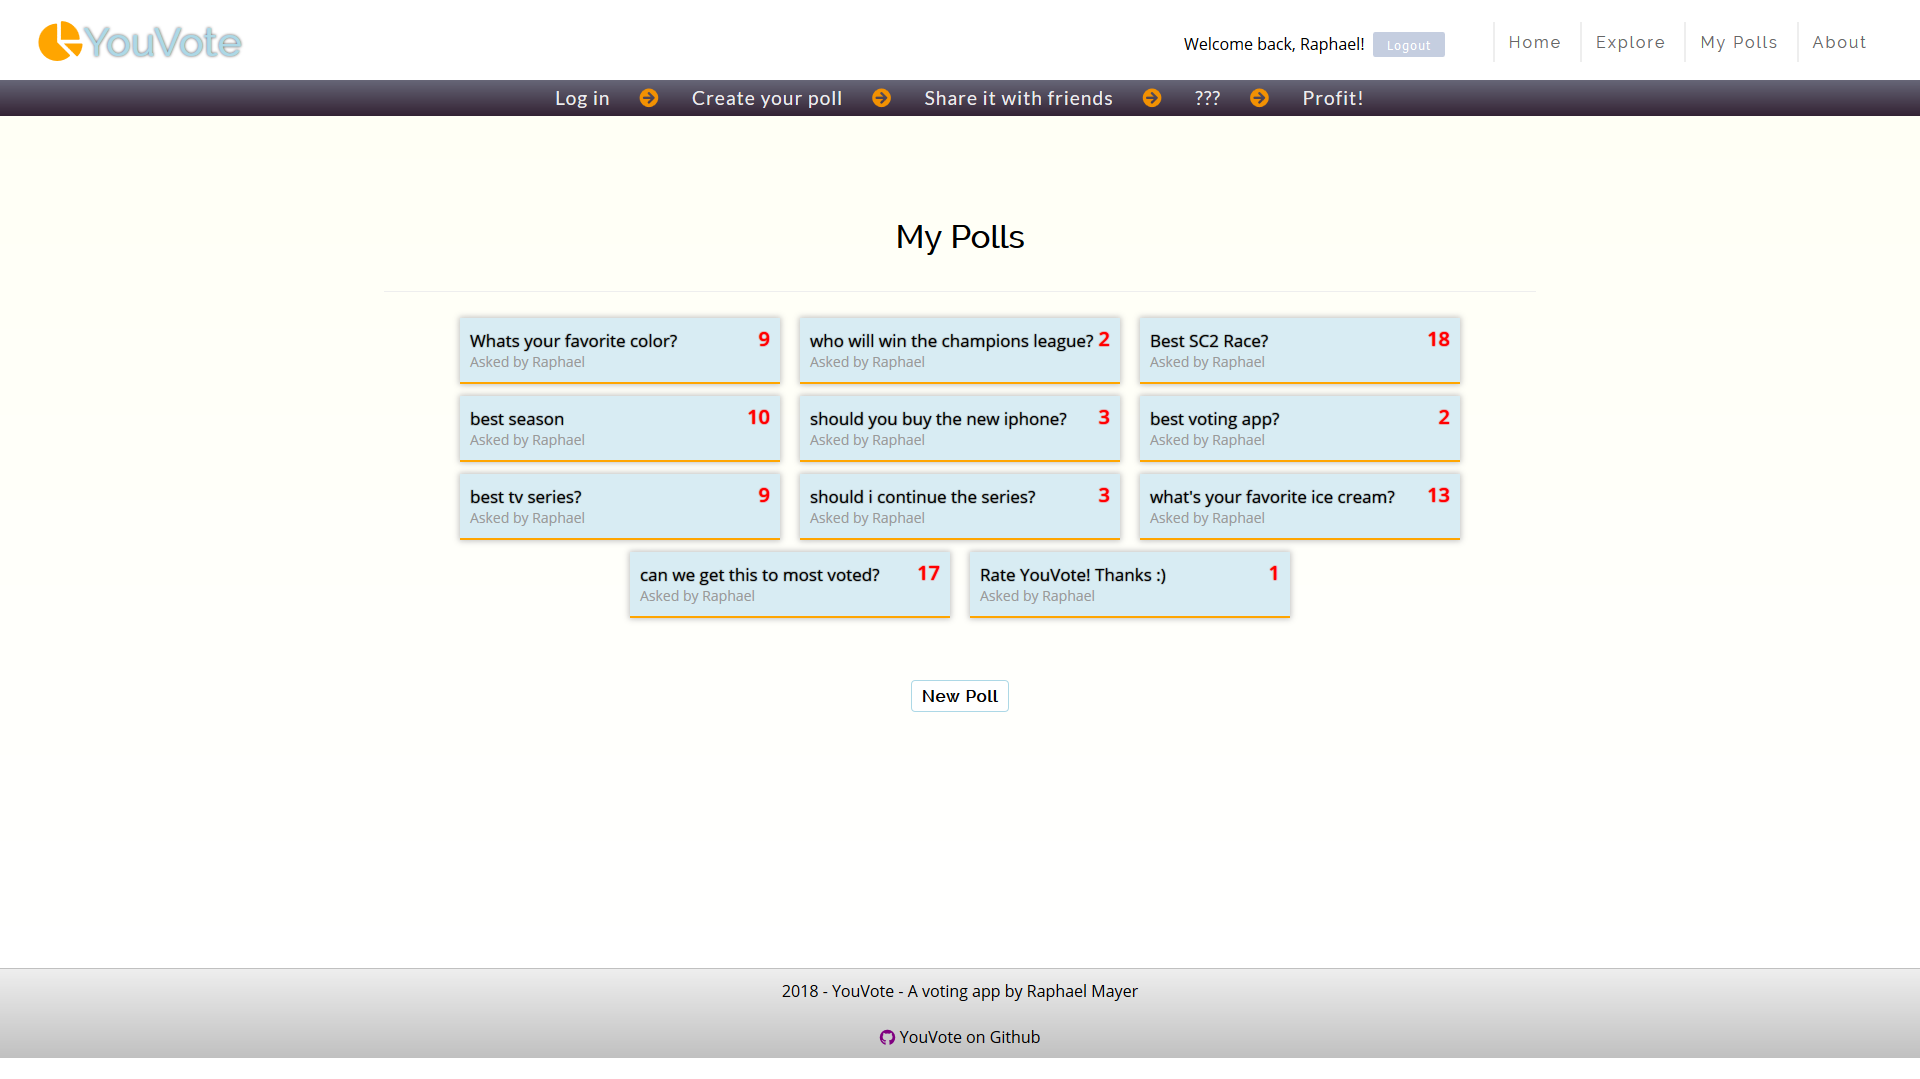 YouVote
Welcome back, Raphael! Logout Home Explore My Polls About
Log in Create your poll Share it with friends ??? Profit!
My Polls
Whats your favorite color? 9
Asked by Raphael
who will win the champions league? 2
Asked by Raphael
Best SC2 Race? 18
Asked by Raphael
best season 10
Asked by Raphael
should you buy the new iphone? 3
Asked by Raphael
best voting app? 2
Asked by Raphael
best tv series? 9
Asked by Raphael
should i continue the series? 3
Asked by Raphael
what's your favorite ice cream? 13
Asked by Raphael
can we get this to most voted? 17
Asked by Raphael
Rate YouVote! Thanks :) 1
Asked by Raphael
New Poll
2018 - YouVote - A voting app by Raphael Mayer
YouVote on Github